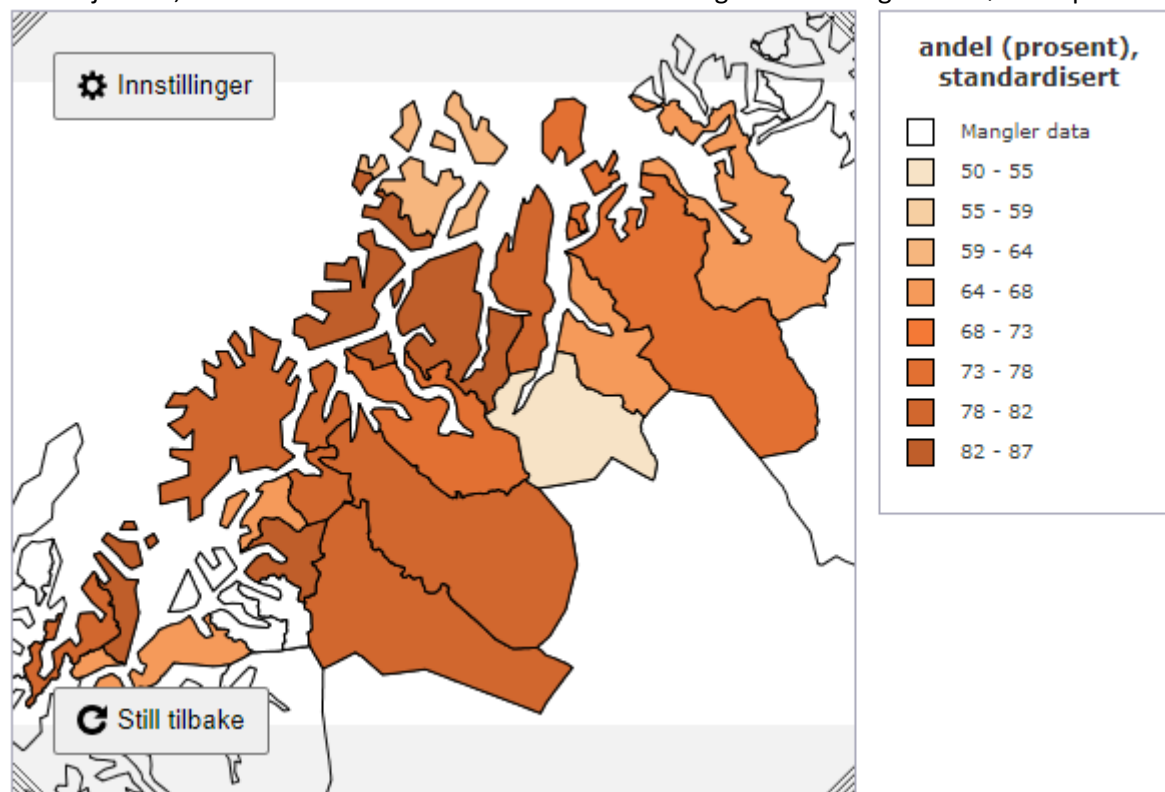 Innstillinger
Still tilbake
andel (prosent),
standardisert
Mangler data
50 - 55
55 - 59
59 - 64
64 - 68
68 - 73
73 - 78
78 - 82
82 - 87